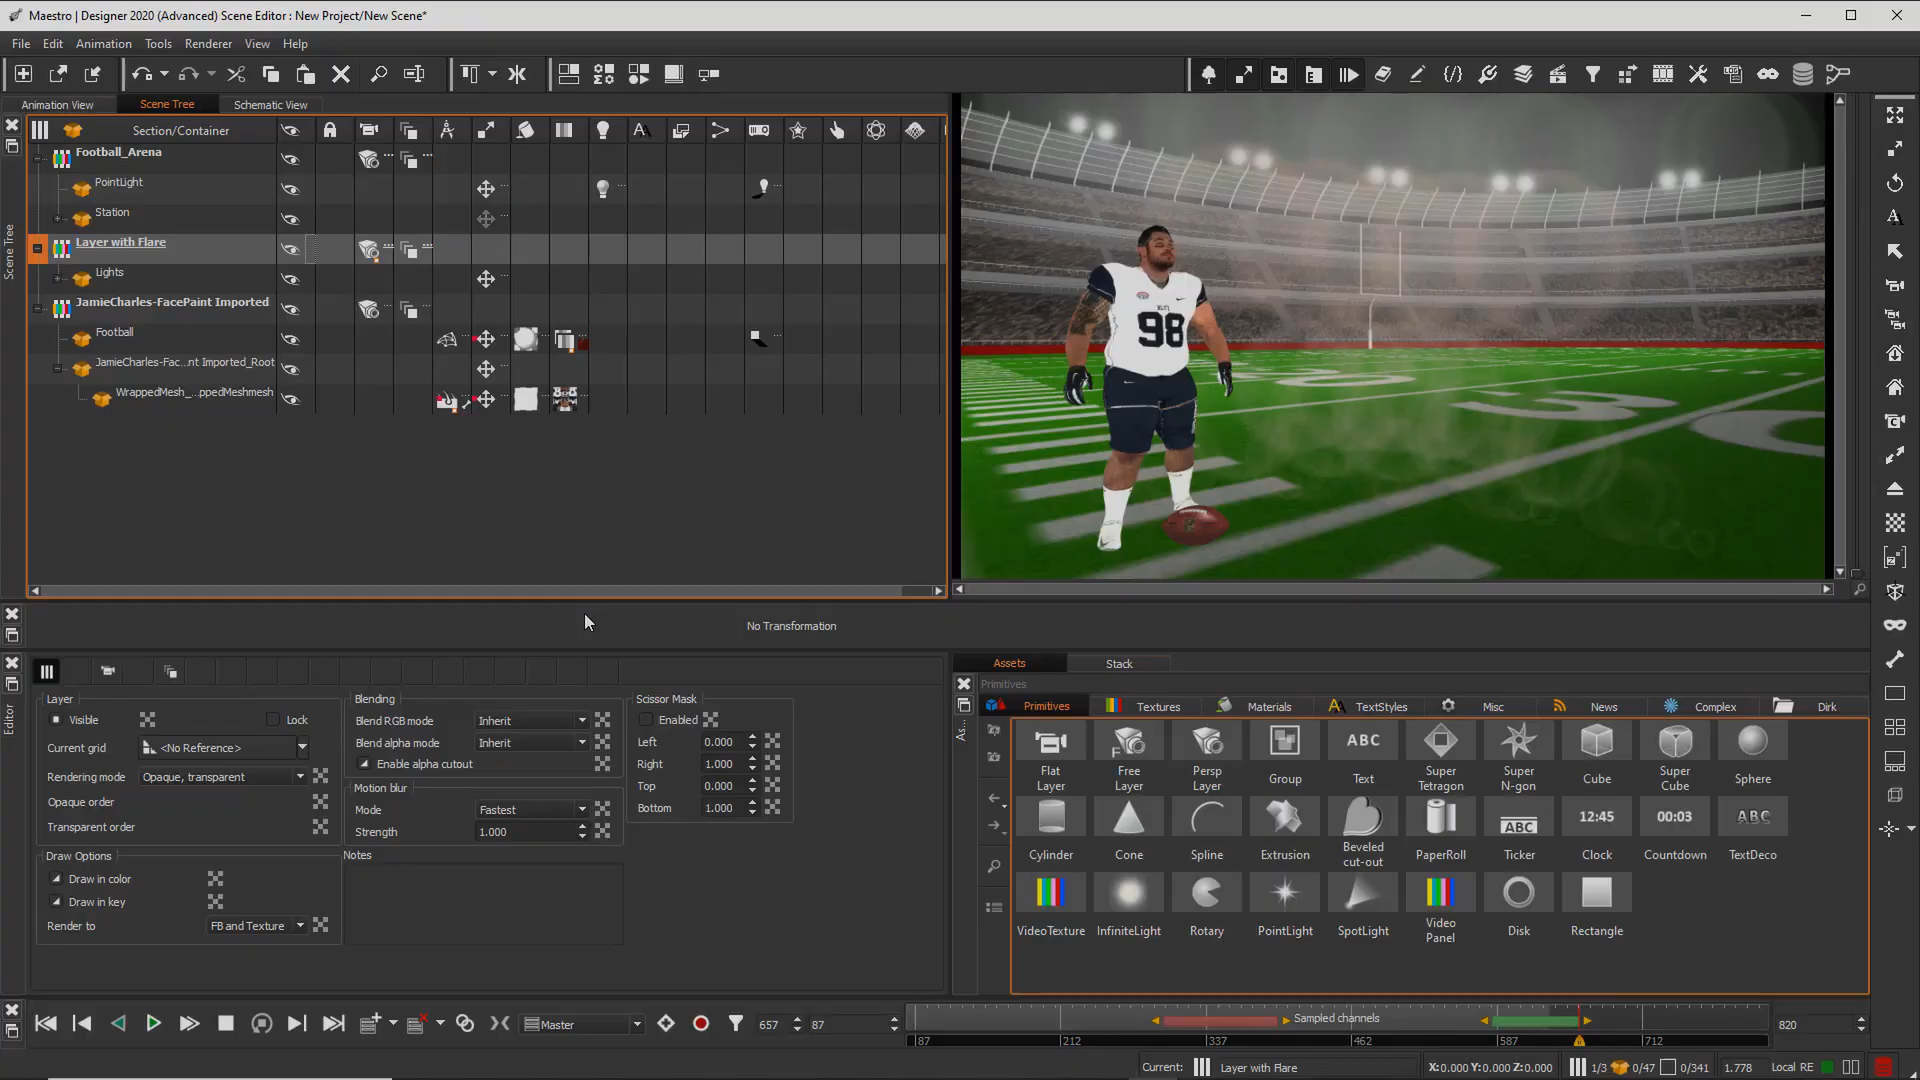 Maestro | Designer 2020 (Advanced) Scene Editor : New Project/New Scene*
File Edit Animation Tools Renderer View Help
Animation View Scene Tree Schematic View
Section/Container
Football_Arena
PointLight
Station
Layer with Flare
Lights
JamieCharles-FacePaint Imported
Football
JamieCharles-Fac...nt Imported_Root
WrappedMesh_...ppedMeshmesh
Scene Tree
98
No Transformation
Editor
Layer
Visible Lock
Current grid <No Reference>
Rendering mode Opaque, transparent
Opaque order
Transparent order
Draw Options
Draw in color
Draw in key
Render to FB and Texture
Blending
Blend RGB mode Inherit
Blend alpha mode Inherit
Enable alpha cutout
Motion blur
Mode Fastest
Strength 1.000
Notes
Scissor Mask
Enabled
Left 0.000
Right 1.000
Top 0.000
Bottom 1.000
Assets Stack
Primitives
As...
Primitives Textures Materials TextStyles Misc News Complex Dirk
Flat Layer
Free Layer
Persp Layer
Group
ABC
Text
Super Tetragon
Super N-gon
Cube
Super Cube
Sphere
Cylinder
Cone
Spline
Extrusion
Beveled cut-out
PaperRoll
ABC
Ticker
12:45
Clock
00:03
Countdown
ABC
TextDeco
VideoTexture
InfiniteLight
Rotary
PointLight
SpotLight
Video Panel
Disk
Rectangle
Master 657 87
Sampled channels
87 212 337 462 587 712
820
Current: Layer with Flare X:0.000 Y:0.000 Z:0.000 1/3 0/47 0/341 1.778 Local RE